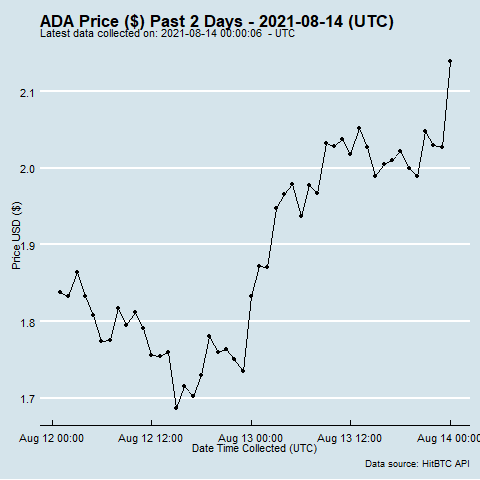 ADA Price ($) Past 2 Days - 2021-08-14 (UTC)
Latest data collected on: 2021-08-14 00:00:06 - UTC
2.1
2.0
1.9
1.8
1.7
Price USD ($)
Aug 12 00:00 Aug 12 12:00 Aug 13 00:00 Aug 13 12:00 Aug 14 00:00
Date Time Collected (UTC)
Data source: HitBTC API